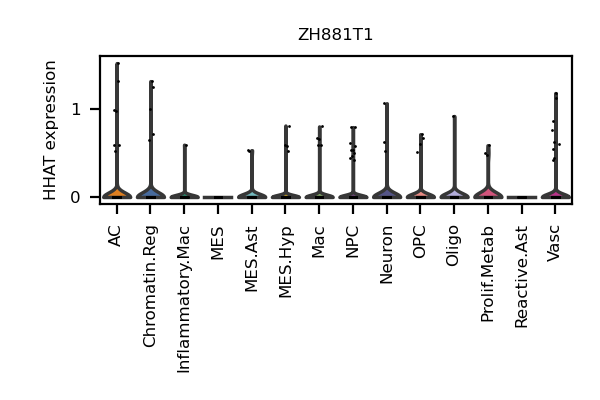 ZH881T1
HHAT expression
1
0
AC
Chromatin.Reg
Inflammatory.Mac
MES
MES.Ast
MES.Hyp
Mac
NPC
Neuron
OPC
Oligo
Prolif.Metab
Reactive.Ast
Vasc